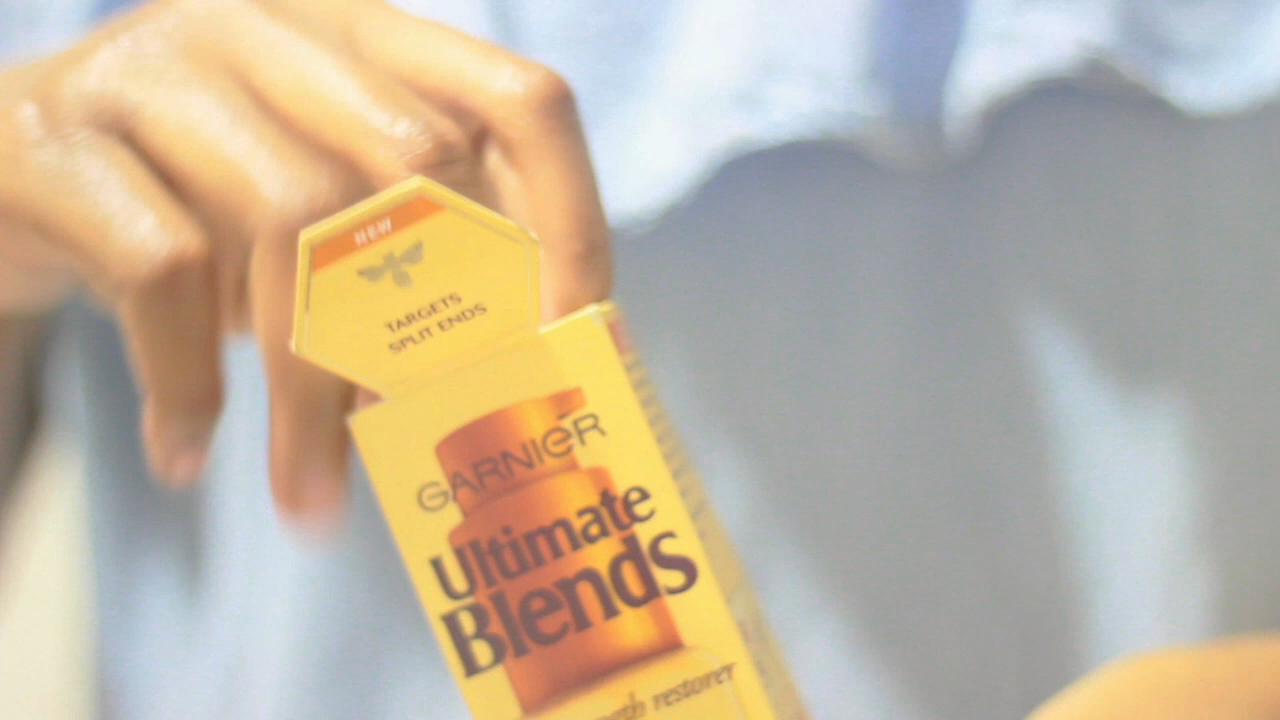 NEW
TARGETS
SPLIT ENDS
GARNIER
Ultimate
Blends
restorer